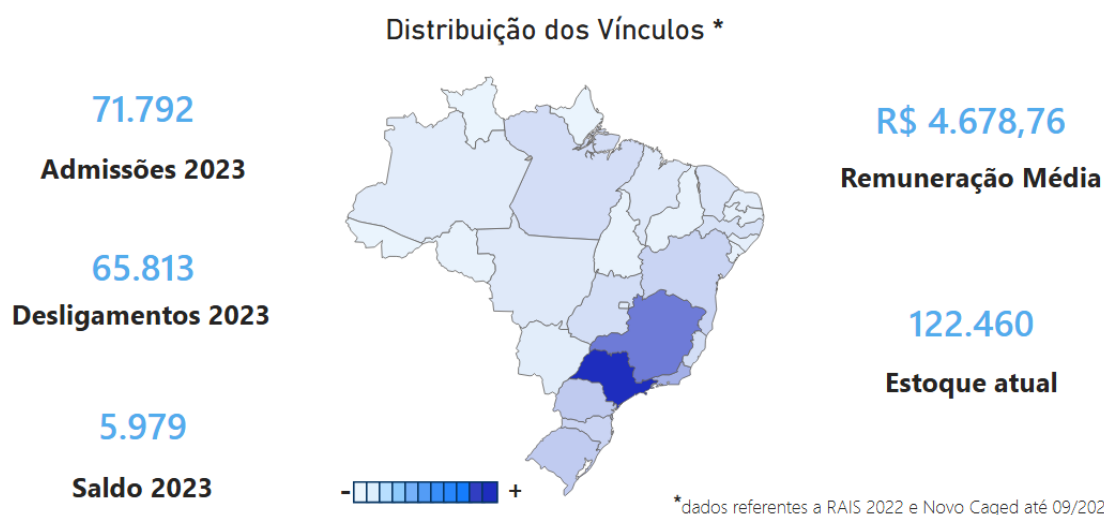 Distribuição dos Vínculos *
71.792
Admissões 2023
65.813
Desligamentos 2023
5.979
Saldo 2023
- +
R$ 4.678,76
Remuneração Média
122.460
Estoque atual
*dados referentes a RAIS 2022 e Novo Caged até 09/202